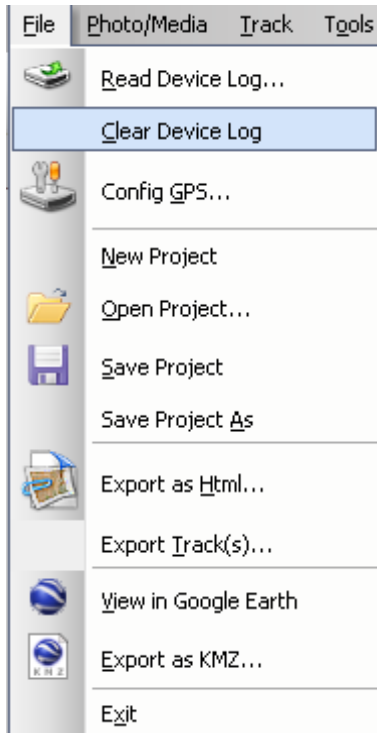 File Photo/Media Track Tools
Read Device Log...
Clear Device Log
Config GPS...
New Project
Open Project...
Save Project
Save Project As
Export as Html...
Export Track(s)...
View in Google Earth
Export as KMZ...
KMZ
Exit